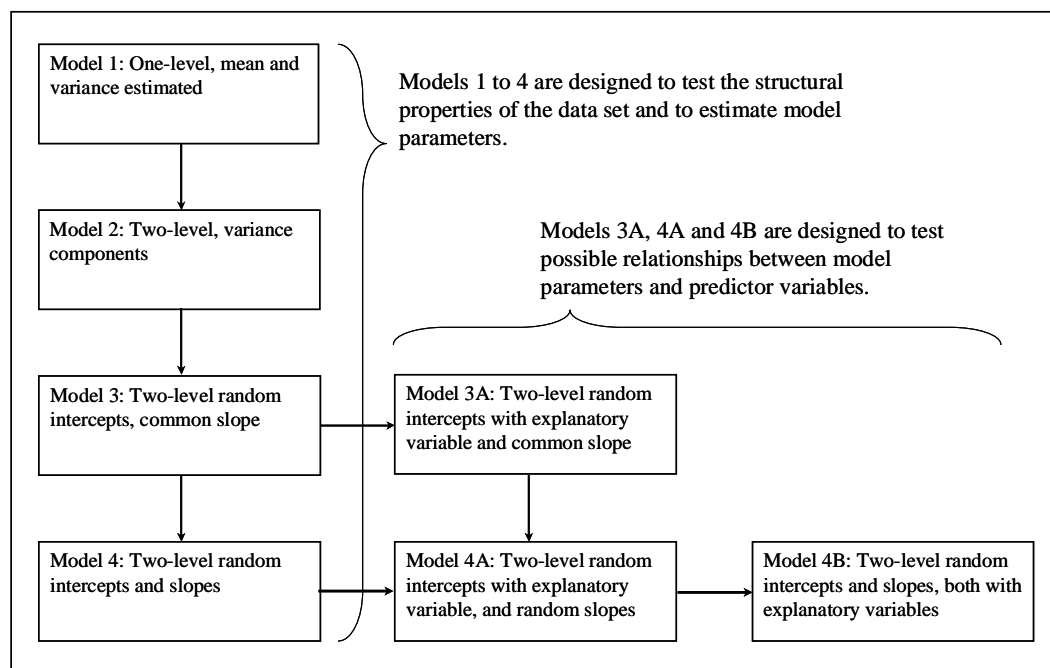 Model 1: One-level, mean and
variance estimated
Models 1 to 4 are designed to test the structural
properties of the data set and to estimate model
parameters.
Model 2: Two-level, variance
components
Models 3A, 4A and 4B are designed to test
possible relationships between model
parameters and predictor variables.
Model 3: Two-level random
intercepts, common slope
Model 3A: Two-level random
intercepts with explanatory
variable and common slope
Model 4: Two-level random
intercepts and slopes
Model 4A: Two-level random
intercepts with explanatory
variable, and random slopes
Model 4B: Two-level random
intercepts and slopes, both with
explanatory variables